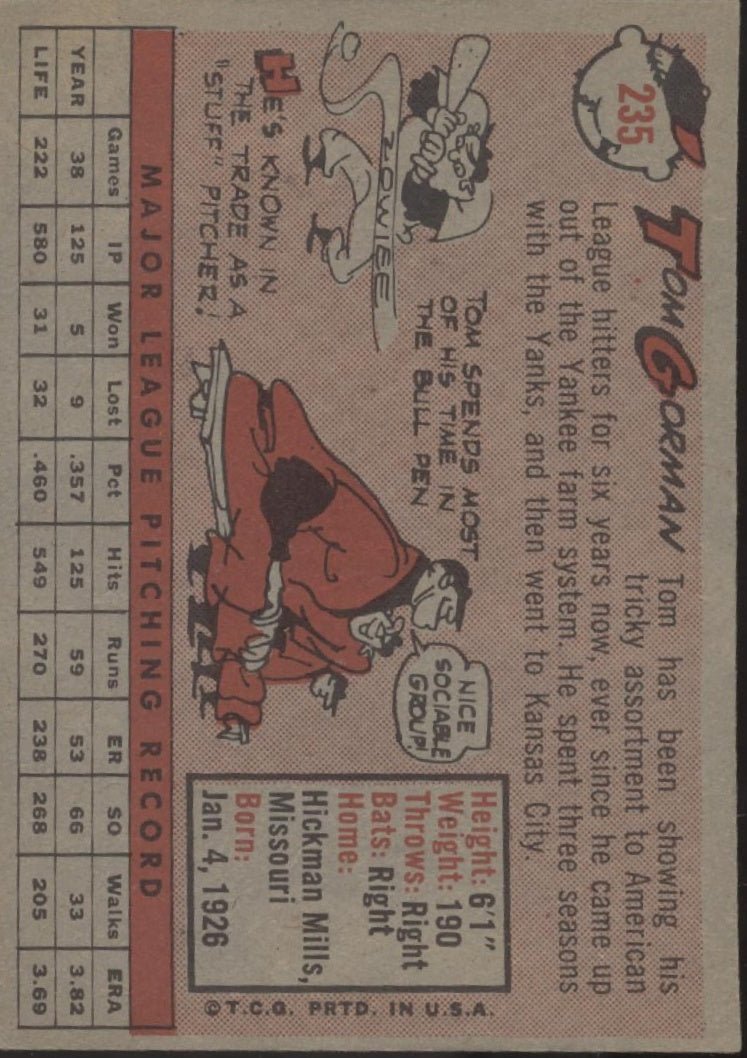 235
TOM GORMAN
Tom has been showing his
tricky assortment to American
League hitters for six years now, ever since he came up
out of the Yankee farm system. He spent three seasons
with the Yanks, and then went to Kansas City.
ZOWIEE
HE'S KNOWN IN
THE TRADE AS A
"STUFF" PITCHER!
TOM SPENDS MOST
OF HIS TIME IN
THE BULL PEN
NICE
SOCIABLE
GROUP!
Height: 6'1"
Weight: 190
Throws: Right
Bats: Right
Home:
Hickman Mills,
Missouri
Born:
Jan. 4, 1926
©T.C.G. PRTD. IN U.S.A.
MAJOR LEAGUE PITCHING RECORD
Games IP Won Lost Pct Hits Runs ER SO Walks ERA
YEAR 38 125 5 9 .357 125 59 53 66 33 3.82
LIFE 222 580 31 32 .460 549 270 238 268 205 3.69